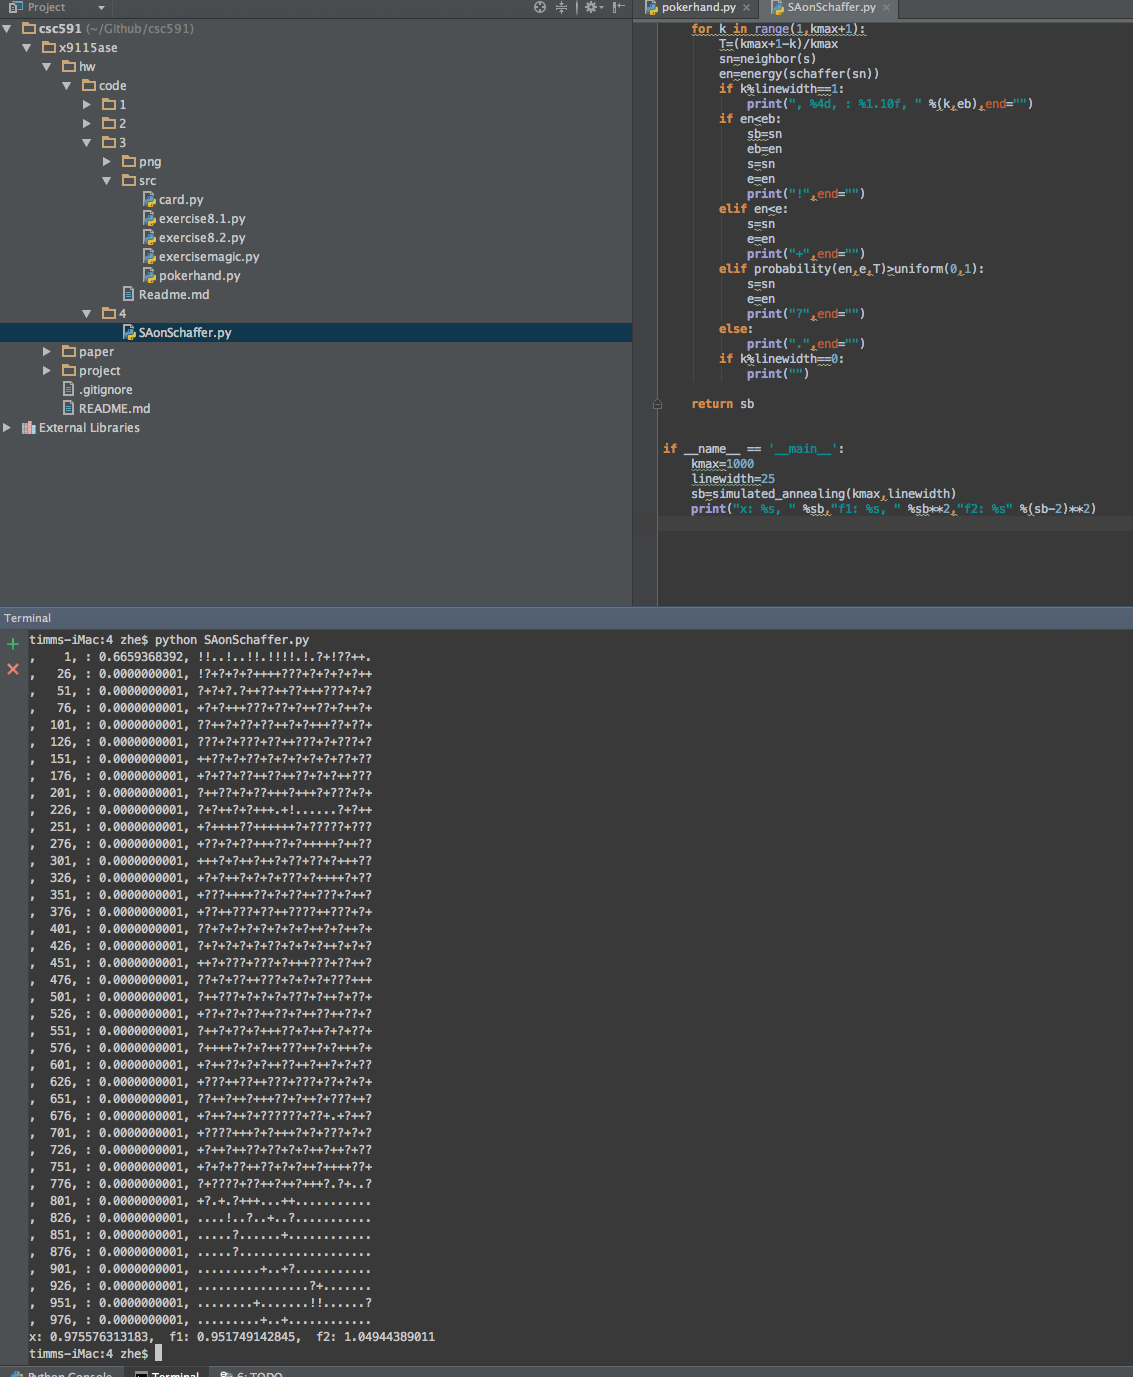 Project
csc591 (~/Github/csc591)
x9115ase
hw
code
1
2
3
png
src
card.py
exercise8.1.py
exercise8.2.py
exercisemagic.py
pokerhand.py
Readme.md
4
SAonSchaffer.py
paper
project
.gitignore
README.md
External Libraries
pokerhand.py
SAonSchaffer.py
for k in range(1,kmax+1):
T=(kmax+1-k)/kmax
sn=neighbor(s)
en=energy(schaffer(sn))
if k%linewidth==1:
print(", %4d, : %1.10f, " %(k,eb),end="")
if en<eb:
sb=sn
eb=en
s=sn
e=en
print("!",end="")
elif en<e:
s=sn
e=en
print("+",end="")
elif probability(en,e,T)>uniform(0,1):
s=sn
e=en
print("?",end="")
else:
print(".",end="")
if k%linewidth==0:
print("")
return sb
if __name__ == '__main__':
kmax=1000
linewidth=25
sb=simulated_annealing(kmax,linewidth)
print("x: %s, " %sb,"f1: %s, " %sb**2,"f2: %s" %(sb-2)**2)
Terminal
timms-iMac:4 zhe$ python SAonSchaffer.py
, 1, : 0.6659368392, !!..!..!!.!!!!.!.?+!??++.
, 26, : 0.0000000001, !?+?+?+?++++???+?+?+?+?++
, 51, : 0.0000000001, ?+?+?.?++??++??+++???+?+?
, 76, : 0.0000000001, +?+?+++???+?++??+?++?++?+
, 101, : 0.0000000001, ??++?+??+??++?+?+++??+??+
, 126, : 0.0000000001, ???+?+???+??++???+?+???+?
, 151, : 0.0000000001, ++??+?+??+?+?+?+?+?+??+??
, 176, : 0.0000000001, +?+??+??++??++??+?+?++???
, 201, : 0.0000000001, ?++??+??+?+++?+++?+???+?+
, 226, : 0.0000000001, ?+?++?+?+++.+!......?+?++
, 251, : 0.0000000001, +?++++??++++++?+?????+???
, 276, : 0.0000000001, +??+?+?+++??+?+++++?++??
, 301, : 0.0000000001, +++?+?++?++?+??+??+?+++??
, 326, : 0.0000000001, +?+?+?++?+??+???+?++++?+?
, 351, : 0.0000000001, +???++++??+?+?++???+?++?
, 376, : 0.0000000001, +??++???+??++????++???+?+
, 401, : 0.0000000001, ??+?+?+?+?+??+?++?++??++?+
, 426, : 0.0000000001, ?+?+?+?+??+?+?+?++?+?+?
, 451, : 0.0000000001, ++?++?+?+++???+++??+?++?
, 476, : 0.0000000001, ??+?+??++???+?+?+?+???+++
, 501, : 0.0000000001, ?++???+?+?+???+?++?+??+
, 526, : 0.0000000001, +??++?+??+??++??++??++?+
, 551, : 0.0000000001, ?++?+??+?+++??+?++?+?+??+
, 576, : 0.0000000001, ?++++?+?++?++???++?+?+++?+
, 601, : 0.0000000001, +?++??+?+?++??++?++?+?+??
, 626, : 0.0000000001, +???++??+++???+???+??+?+?+
, 651, : 0.0000000001, ??++?++?+?+++?+?++???++?
, 676, : 0.0000000001, +?++?++?+??????+??+.+?++?
, 701, : 0.0000000001, +????+++?+?+++?+?+???+?+?
, 726, : 0.0000000001, +?++?++??++?+?+??++?++?+??
, 751, : 0.0000000001, +?+?+?++??+?++?++?++++??+
, 776, : 0.0000000001, ?+????+??++?++?+++?.?+..?
, 801, : 0.0000000001, +?.+.?+++...++...........
, 826, : 0.0000000001, ....!..?..+..?...........
, 851, : 0.0000000001, .....?......+............
, 876, : 0.0000000001, .....?...................
, 901, : 0.0000000001, .........+..+?...........
, 926, : 0.0000000001, ................?+.......
, 951, : 0.0000000001, ........+.......!!......?
, 976, : 0.0000000001, .........+..+............
x: 0.975576313183, f1: 0.951749142845, f2: 1.04944389011
timms-iMac:4 zhe$
Python Console
Terminal
6: TODO